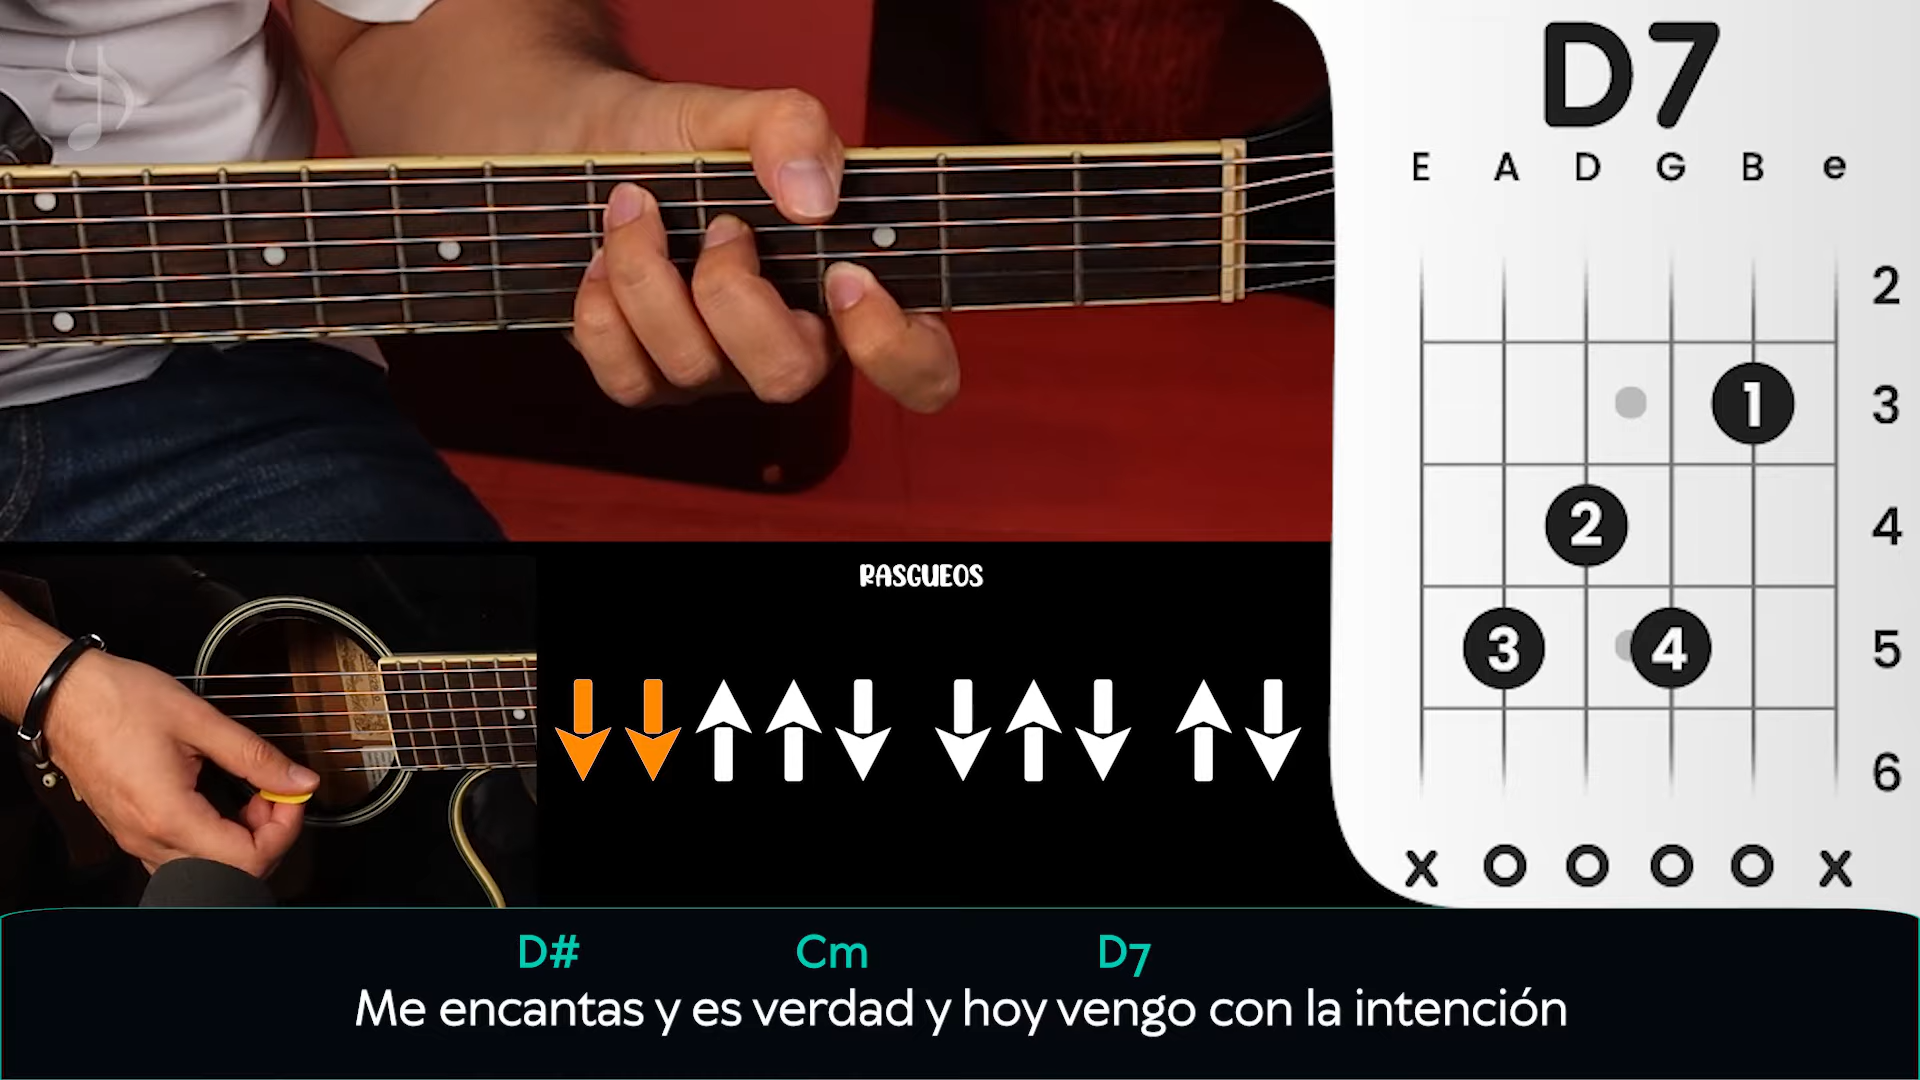 D7
E A D G B e
2
1 3
2 4
3 4 5
6
X O O O O X
RASGUEOS
D# Cm D7
Me encantas y es verdad y hoy vengo con la intención